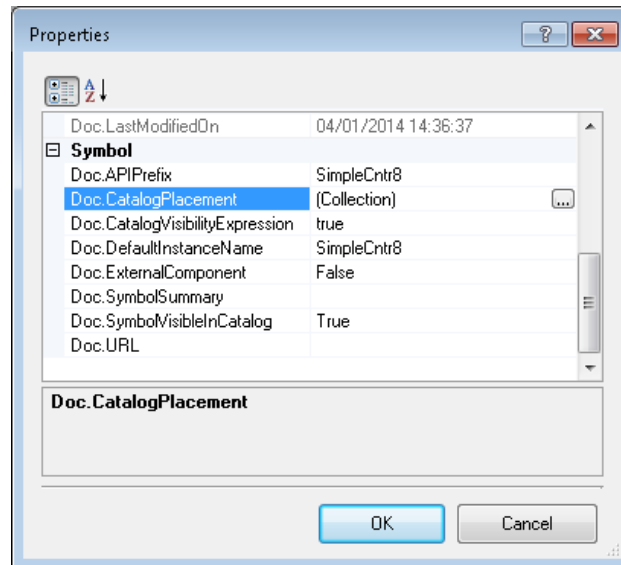 Properties
Doc.LastModifiedOn 04/01/2014 14:36:37
Symbol
Doc.APIPrefix SimpleCntr8
Doc.CatalogPlacement (Collection) ...
Doc.CatalogVisibilityExpression true
Doc.DefaultInstanceName SimpleCntr8
Doc.ExternalComponent False
Doc.SymbolSummary
Doc.SymbolVisibleInCatalog True
Doc.URL
Doc.CatalogPlacement
OK Cancel